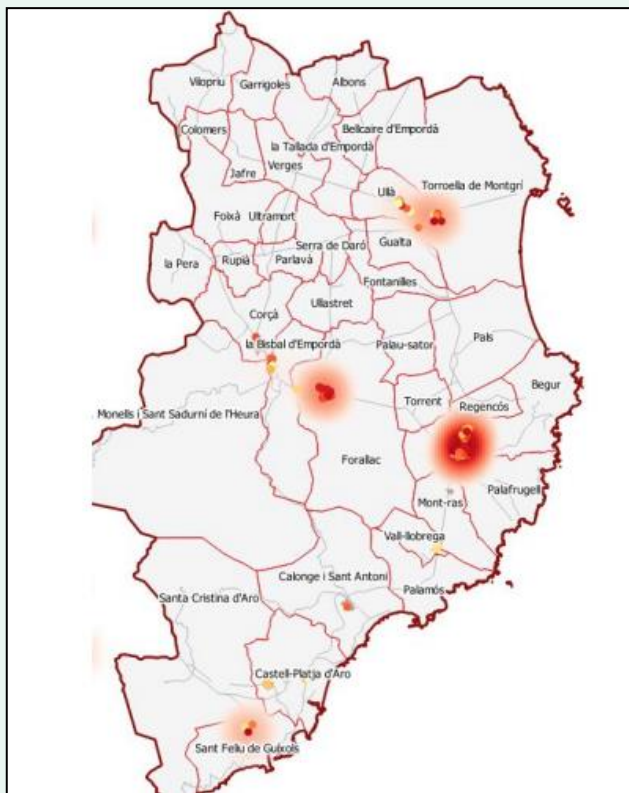 Vilopriu
Garrigoles
Albons
Colomers
Bellcaire d'Empordà
la Tallada d'Empordà
Verges
Jafre
Ullà
Torroella de Montgrí
Foixà
Ultramort
Gualta
Serra de Daró
la Pera
Rupià
Parlavà
Fontanilles
Ullastret
Corçà
la Bisbal d'Empordà
Palau-sator
Pals
Begur
Torrent
Regencós
Monells i Sant Sadurní de l'Heura
Forallac
Palafrugell
Mont-ras
Vall-llobrega
Calonge i Sant Antoni
Palamós
Santa Cristina d'Aro
Castell-Platja d'Aro
Sant Feliu de Guíxols